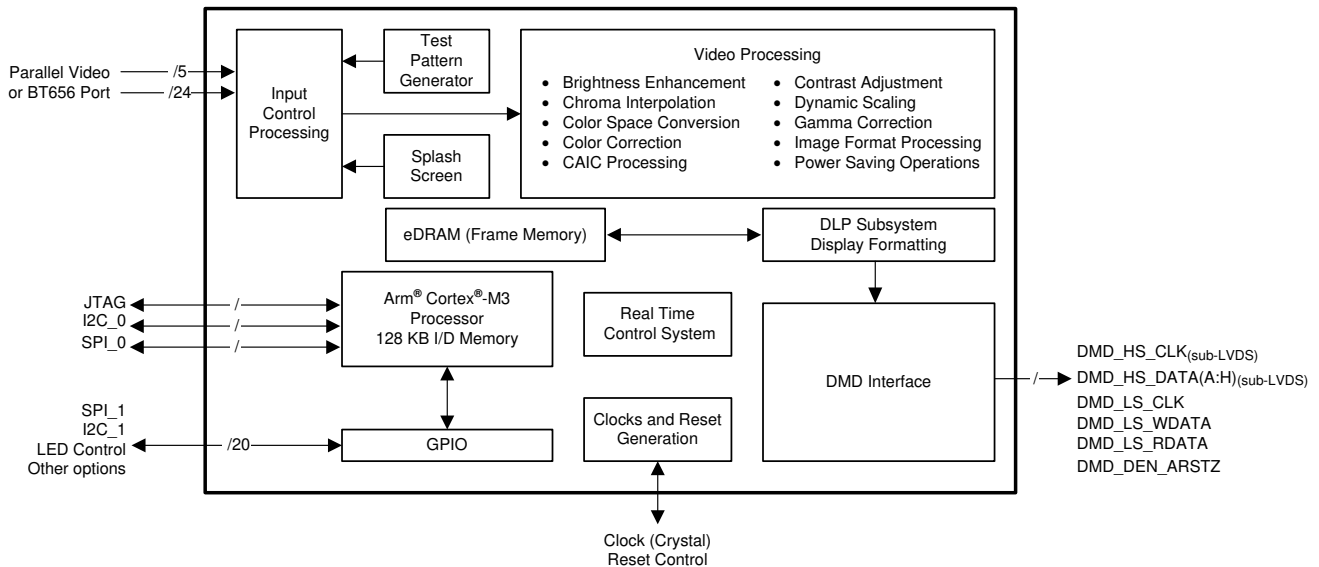 Parallel Video
or BT656 Port
/5
/24
Input
Control
Processing
Test
Pattern
Generator
Splash
Screen
Video Processing
• Brightness Enhancement
• Chroma Interpolation
• Color Space Conversion
• Color Correction
• CAIC Processing
• Contrast Adjustment
• Dynamic Scaling
• Gamma Correction
• Image Format Processing
• Power Saving Operations
eDRAM (Frame Memory)
DLP Subsystem
Display Formatting
JTAG
/
I2C_0
/
SPI_0
/
Arm® Cortex®-M3
Processor
128 KB I/D Memory
Real Time
Control System
DMD Interface
/
DMD_HS_CLK(sub-LVDS)
DMD_HS_DATA(A:H)(sub-LVDS)
DMD_LS_CLK
DMD_LS_WDATA
DMD_LS_RDATA
DMD_DEN_ARSTZ
SPI_1
I2C_1
LED Control
Other options
/20
GPIO
Clocks and Reset
Generation
Clock (Crystal)
Reset Control